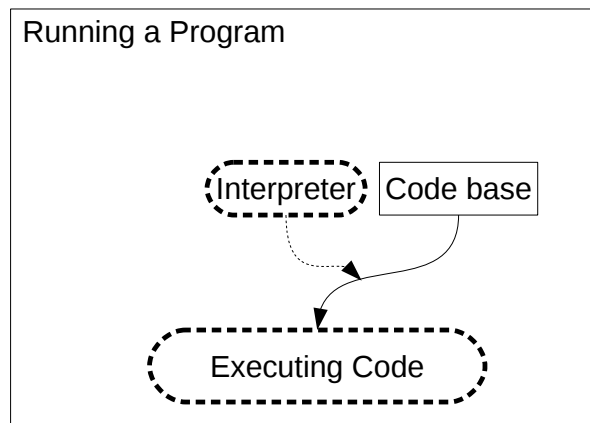 Running a Program
Interpreter
Code base
Executing Code